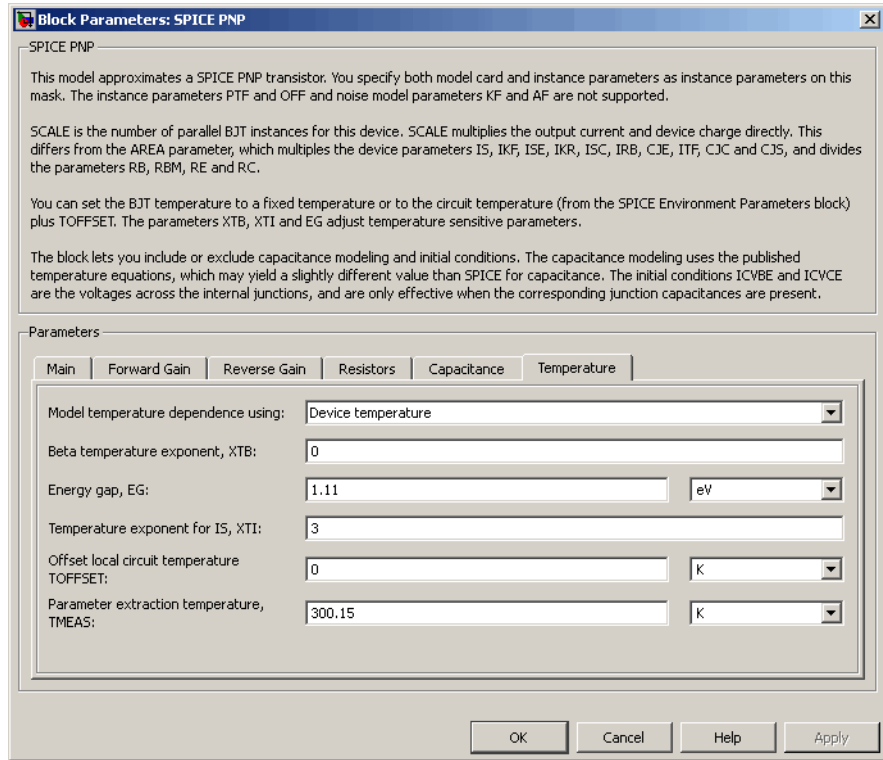 Block Parameters: SPICE PNP
SPICE PNP
This model approximates a SPICE PNP transistor. You specify both model card and instance parameters as instance parameters on this
mask. The instance parameters PTF and OFF and noise model parameters KF and AF are not supported.
SCALE is the number of parallel BJT instances for this device. SCALE multiplies the output current and device charge directly. This
differs from the AREA parameter, which multiples the device parameters IS, IKF, ISE, IKR, ISC, IRB, CJE, ITF, CJC and CJS, and divides
the parameters RB, RBM, RE and RC.
You can set the BJT temperature to a fixed temperature or to the circuit temperature (from the SPICE Environment Parameters block)
plus TOFFSET. The parameters XTB, XTI and EG adjust temperature sensitive parameters.
The block lets you include or exclude capacitance modeling and initial conditions. The capacitance modeling uses the published
temperature equations, which may yield a slightly different value than SPICE for capacitance. The initial conditions ICVBE and ICVCE
are the voltages across the internal junctions, and are only effective when the corresponding junction capacitances are present.
Parameters
Main Forward Gain Reverse Gain Resistors Capacitance Temperature
Model temperature dependence using: Device temperature
Beta temperature exponent, XTB: 0
Energy gap, EG: 1.11 eV
Temperature exponent for IS, XTI: 3
Offset local circuit temperature
TOFFSET: 0 K
Parameter extraction temperature,
TMEAS: 300.15 K
OK Cancel Help Apply